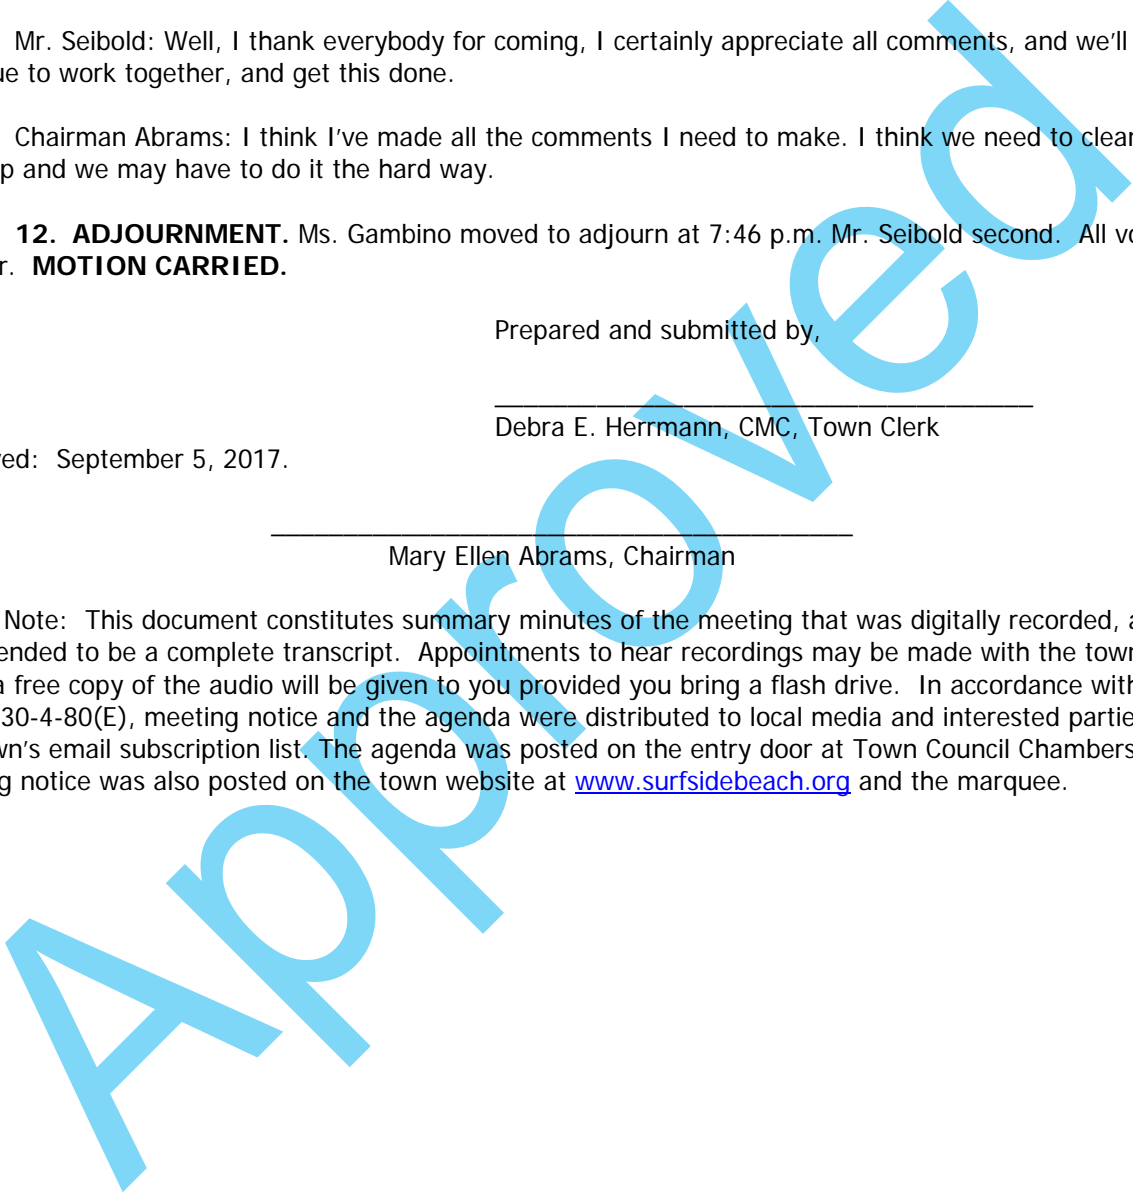 Mr. Seibold: Well, I thank everybody for coming, I certainly appreciate all comments, and we'll
ue to work together, and get this done.
Chairman Abrams: I think I've made all the comments I need to make. I think we need to clean
p and we may have to do it the hard way.
12. ADJOURNMENT. Ms. Gambino moved to adjourn at 7:46 p.m. Mr. Seibold second. All vo
r. MOTION CARRIED.
Prepared and submitted by,
Debra E. Herrmann, CMC, Town Clerk
ved: September 5, 2017.
Mary Ellen Abrams, Chairman
Note: This document constitutes summary minutes of the meeting that was digitally recorded, a
ended to be a complete transcript. Appointments to hear recordings may be made with the town
a free copy of the audio will be given to you provided you bring a flash drive. In accordance with
30-4-80(E), meeting notice and the agenda were distributed to local media and interested partie
wn's email subscription list. The agenda was posted on the entry door at Town Council Chambers
g notice was also posted on the town website at www.surfsidebeach.org and the marquee.
Approved